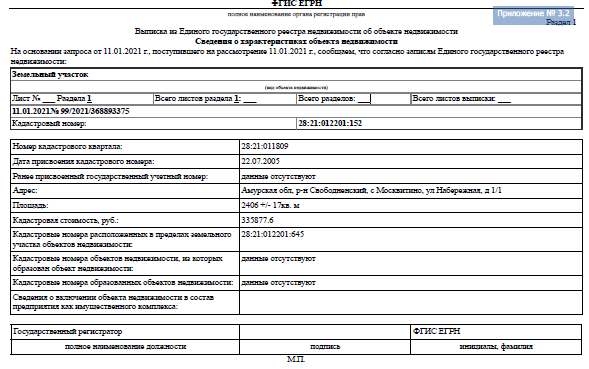 ФГИС ЕГРН
полное наименование органа регистрации прав
Приложение № 3.2
Раздел 1
Выписка из Единого государственного реестра недвижимости об объекте недвижимости
Сведения о характеристиках объекта недвижимости
На основании запроса от 11.01.2021 г., поступившего на рассмотрение 11.01.2021 г., сообщаем, что согласно записям Единого государственного реестра
недвижимости:
Земельный участок
(вид объекта недвижимости)
Лист № ___ Раздела 1 Всего листов раздела 1: ___ Всего разделов: ___ Всего листов выписки: ___
11.01.2021№ 99/2021/368893375
Кадастровый номер: 28:21:012201:152
Номер кадастрового квартала: 28:21:011809
Дата присвоения кадастрового номера: 22.07.2005
Ранее присвоенный государственный учетный номер: данные отсутствуют
Адрес: Амурская обл, р-н Свободненский, с Москвитино, ул Набережная, д 1/1
Площадь: 2406 +/- 17кв. м
Кадастровая стоимость, руб.: 335877.6
Кадастровые номера расположенных в пределах земельного 28:21:012201:645
участка объектов недвижимости:
Кадастровые номера объектов недвижимости, из которых данные отсутствуют
образован объект недвижимости:
Кадастровые номера образованных объектов недвижимости: данные отсутствуют
Сведения о включении объекта недвижимости в состав
предприятия как имущественного комплекса:
Государственный регистратор ФГИС ЕГРН
полное наименование должности подпись инициалы, фамилия
М.П.